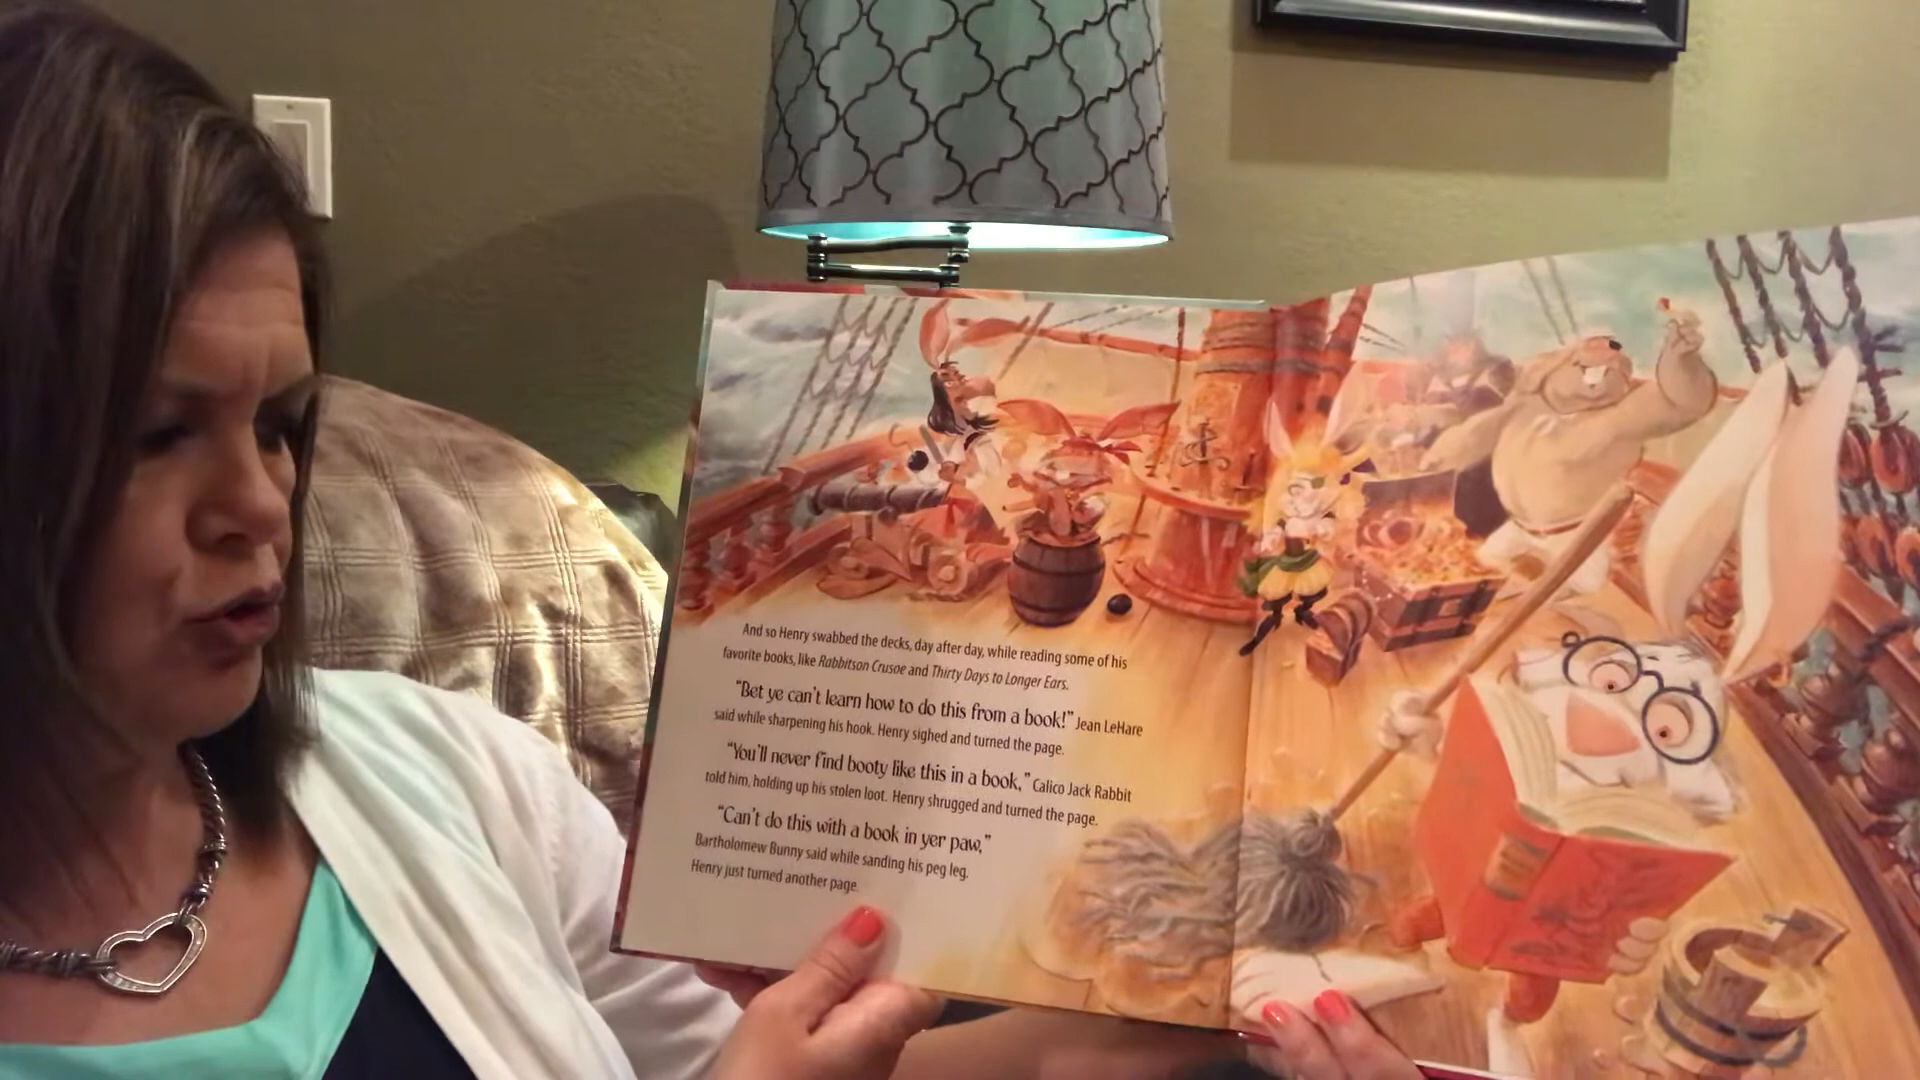 And so Henry swabbed the decks, day after day, while reading some of his
favorite books, like Rabbitson Crusoe and Thirty Days to Longer Ears.
"Bet ye can't learn how to do this from a book!" Jean LeHare
said while sharpening his hook. Henry sighed and turned the page.
"You'll never find booty like this in a book," Calico Jack Rabbit
told him, holding up his stolen loot. Henry shrugged and turned the page.
"Can't do this with a book in yer paw,"
Bartholomew Bunny said while sanding his peg leg.
Henry just turned another page.